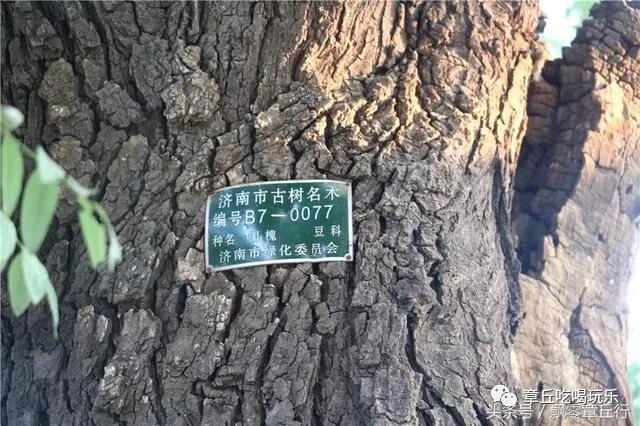 济南市古树名木
编号B7-0077
种名 国槐 豆科
济南市绿化委员会
章丘吃喝玩乐
头条号 / 飘零章丘行